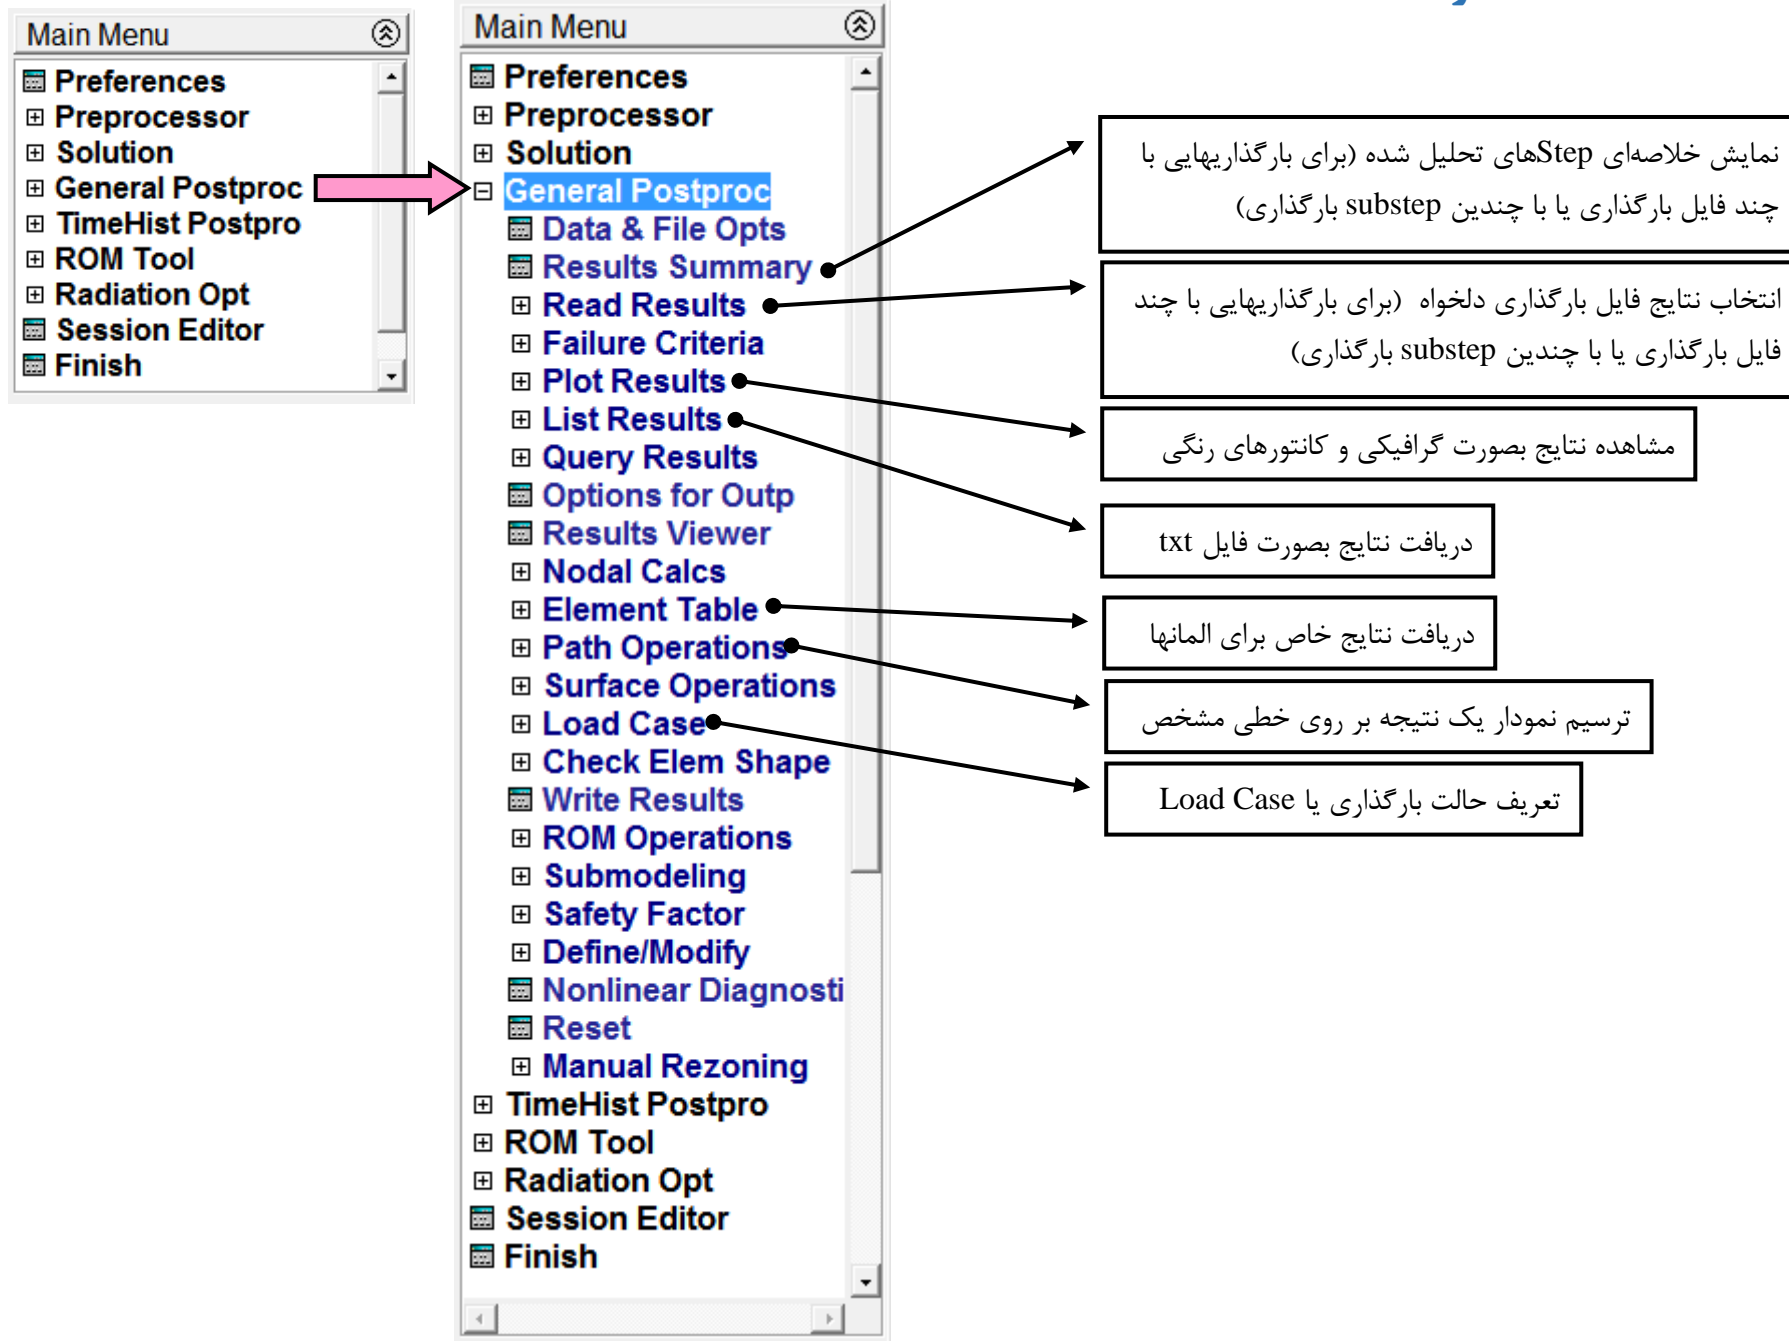 Main Menu
Preferences
Preprocessor
Solution
General Postproc
TimeHist Postpro
ROM Tool
Radiation Opt
Session Editor
Finish
Main Menu
Preferences
Preprocessor
Solution
General Postproc
Data & File Opts
Results Summary
Read Results
Failure Criteria
Plot Results
List Results
Query Results
Options for Outp
Results Viewer
Nodal Calcs
Element Table
Path Operations
Surface Operations
Load Case
Check Elem Shape
Write Results
ROM Operations
Submodeling
Safety Factor
Define/Modify
Nonlinear Diagnosti
Reset
Manual Rezoning
TimeHist Postpro
ROM Tool
Radiation Opt
Session Editor
Finish
نمایش خلاصه‌ای Stepهای تحلیل شده (برای بارگذاریهایی با
چند فایل بارگذاری یا با چندین substep بارگذاری)
انتخاب نتایج فایل بارگذاری دلخواه (برای بارگذاریهایی با چند
فایل بارگذاری یا با چندین substep بارگذاری)
مشاهده نتایج بصورت گرافیکی و کانتورهای رنگی
دریافت نتایج بصورت فایل txt
دریافت نتایج خاص برای المانها
ترسیم نمودار یک نتیجه بر روی خطی مشخص
تعریف حالت بارگذاری یا Load Case